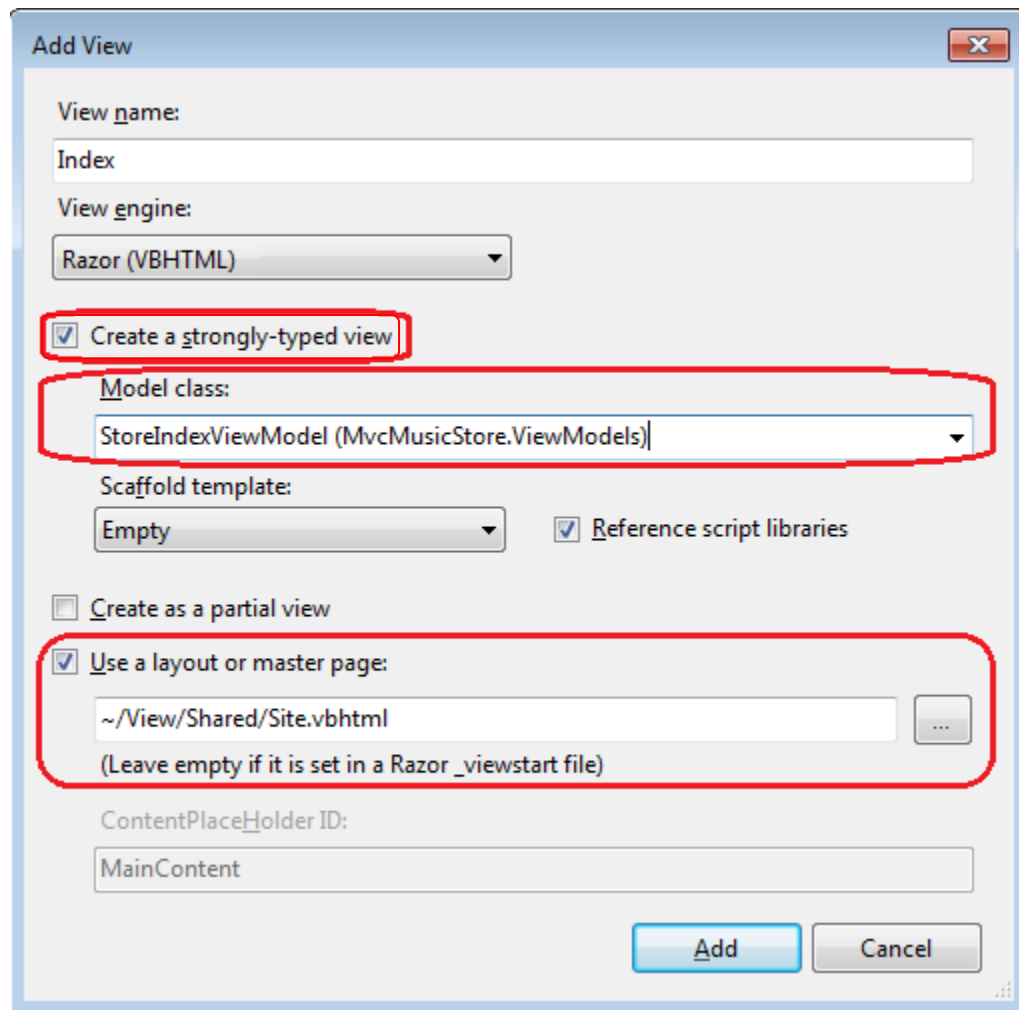 Add View
View name:
Index
View engine:
Razor (VBHTML)
Create a strongly-typed view
Model class:
StoreIndexViewModel (MvcMusicStore.ViewModels)
Scaffold template:
Empty
Reference script libraries
Create as a partial view
Use a layout or master page:
~/View/Shared/Site.vbhtml
...
(Leave empty if it is set in a Razor _viewstart file)
ContentPlaceHolder ID:
MainContent
Add
Cancel